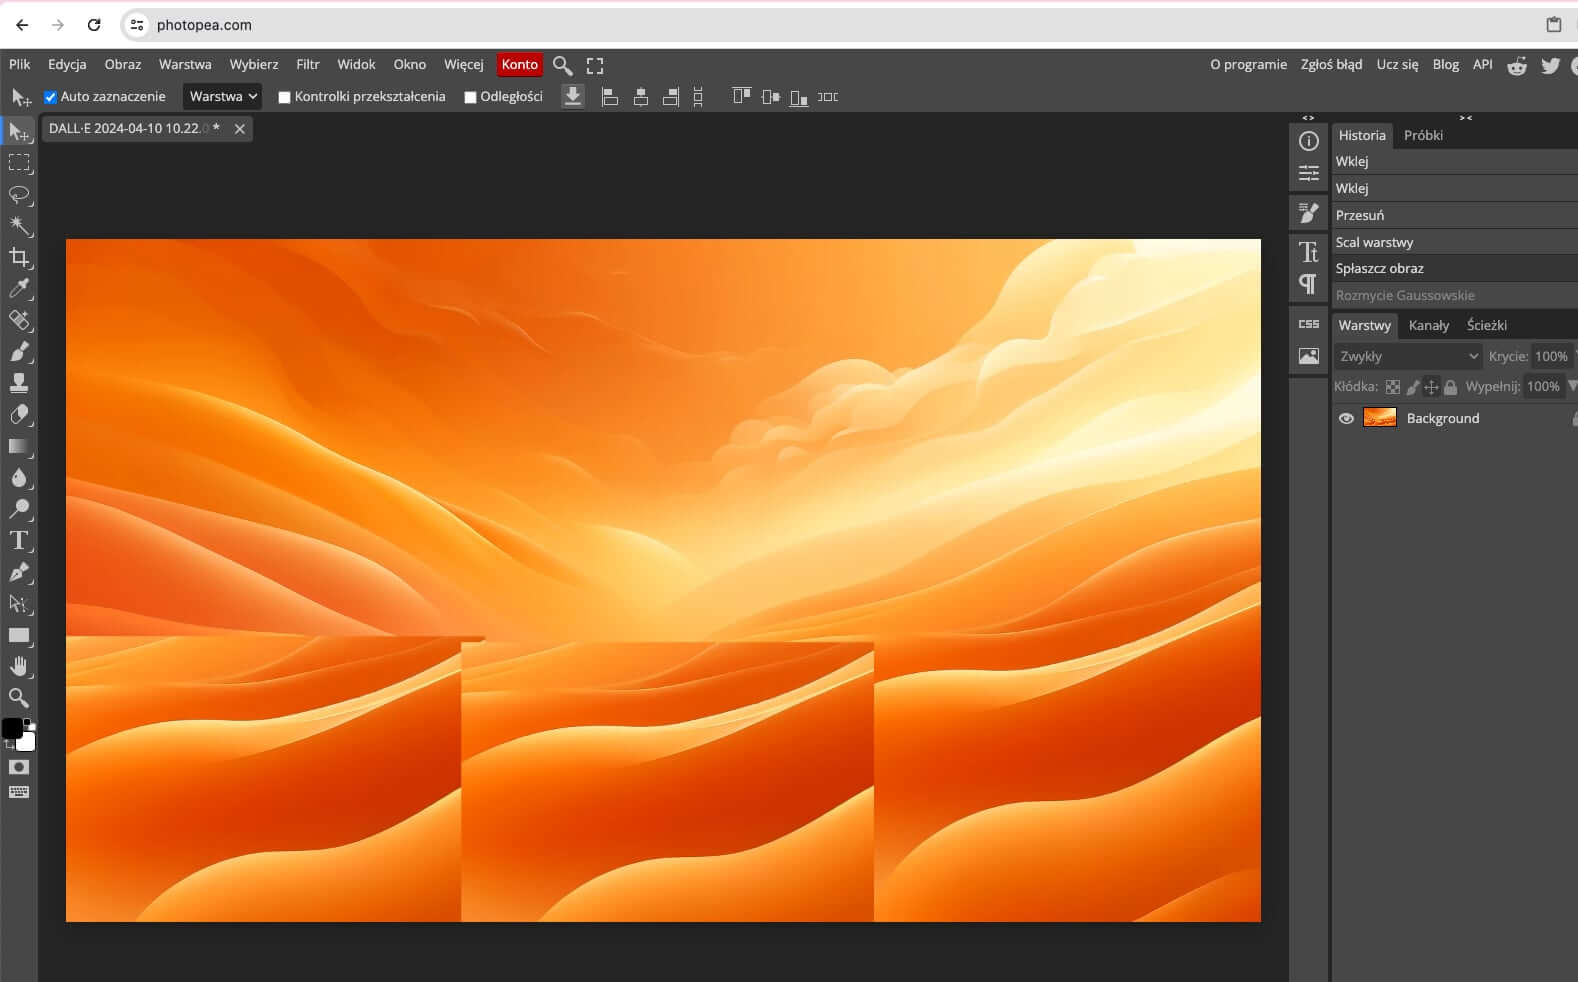 photopea.com
Plik Edycja Obraz Warstwa Wybierz Filtr Widok Okno Więcej Konto O programie Zgłoś błąd Ucz się Blog API
Auto zaznaczenie Warstwa Kontrolki przekształcenia Odległości
DALL·E 2024-04-10 10.22.0 *
Historia Próbki
Wklej
Wklej
Przesuń
Scal warstwy
Spłaszcz obraz
Rozmycie Gaussowskie
CSS
Warstwy Kanały Ścieżki
Zwykły Krycie: 100%
Kłódka: Wypełnij: 100%
Background